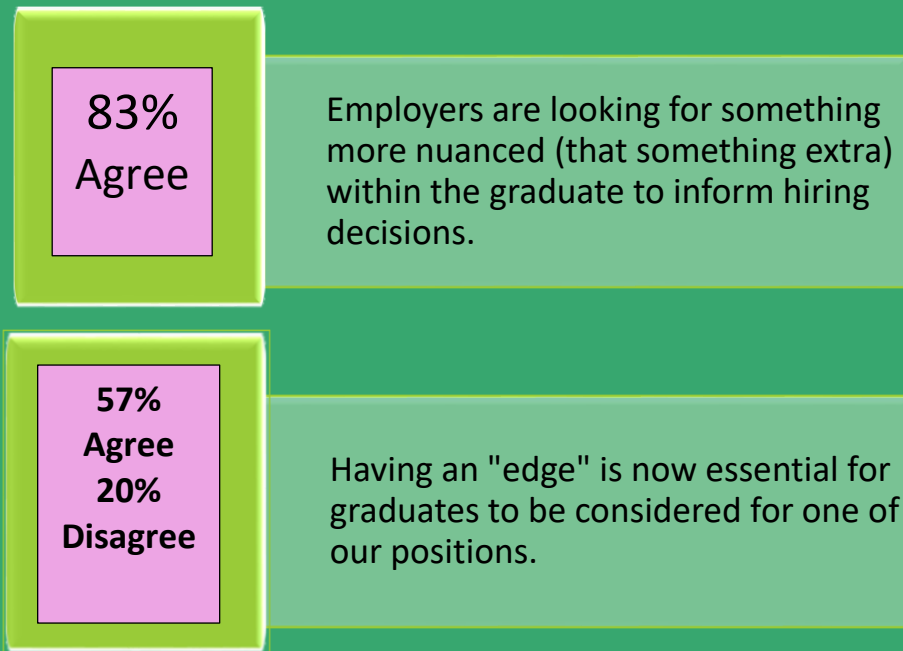 83%
Agree
Employers are looking for something
more nuanced (that something extra)
within the graduate to inform hiring
decisions.
57%
Agree
20%
Disagree
Having an "edge" is now essential for
graduates to be considered for one of
our positions.